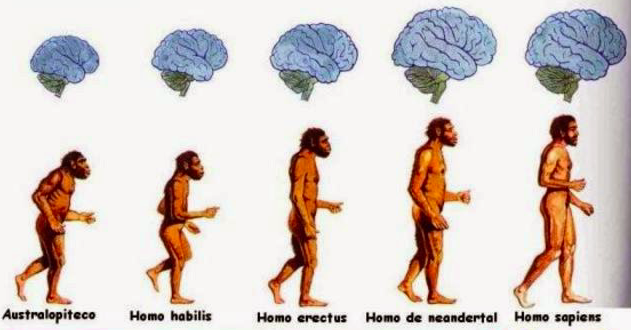 Australopiteco
Homo habilis
Homo erectus
Homo de neandertal
Homo sapiens